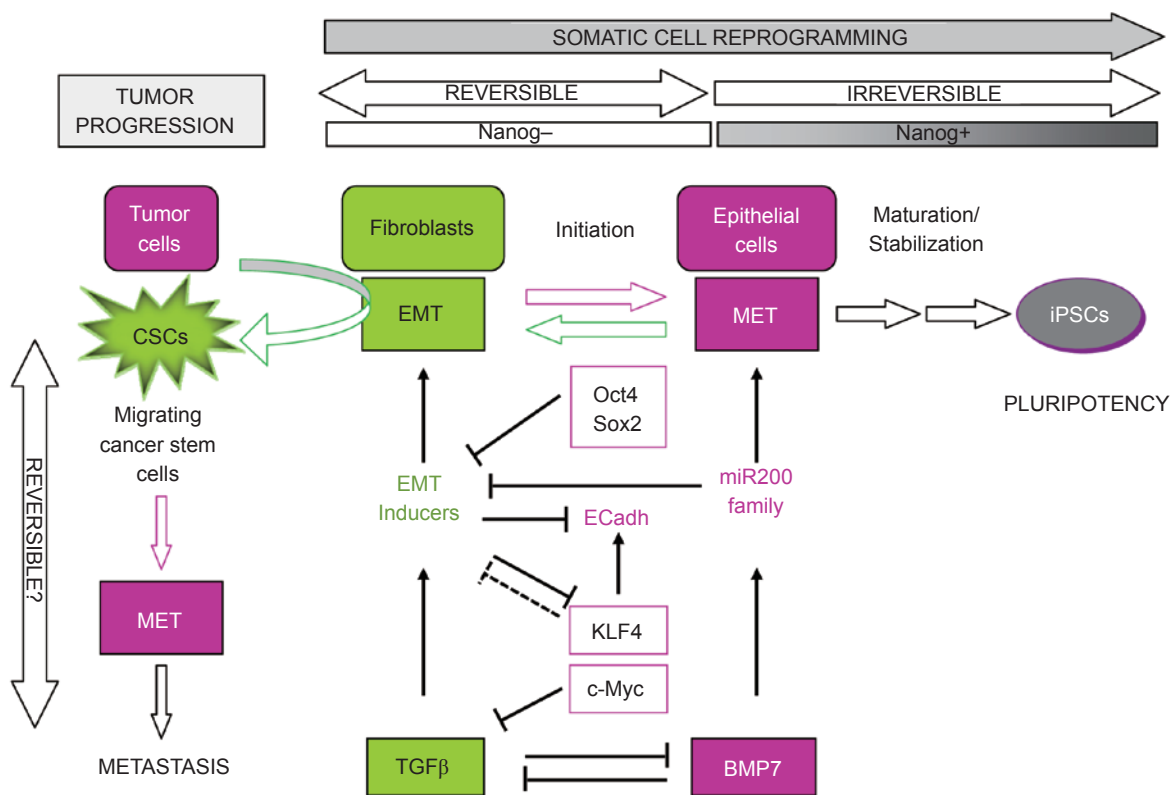 SOMATIC CELL REPROGRAMMING
TUMOR
PROGRESSION
REVERSIBLE
IRREVERSIBLE
Nanog–
Nanog+
Tumor
cells
Fibroblasts
Initiation
Epithelial
cells
Maturation/
Stabilization
CSCs
EMT
MET
iPSCs
Migrating
cancer stem
cells
Oct4
Sox2
PLURIPOTENCY
REVERSIBLE?
EMT
Inducers
ECadh
miR200
family
MET
KLF4
c-Myc
METASTASIS
TGFβ
BMP7